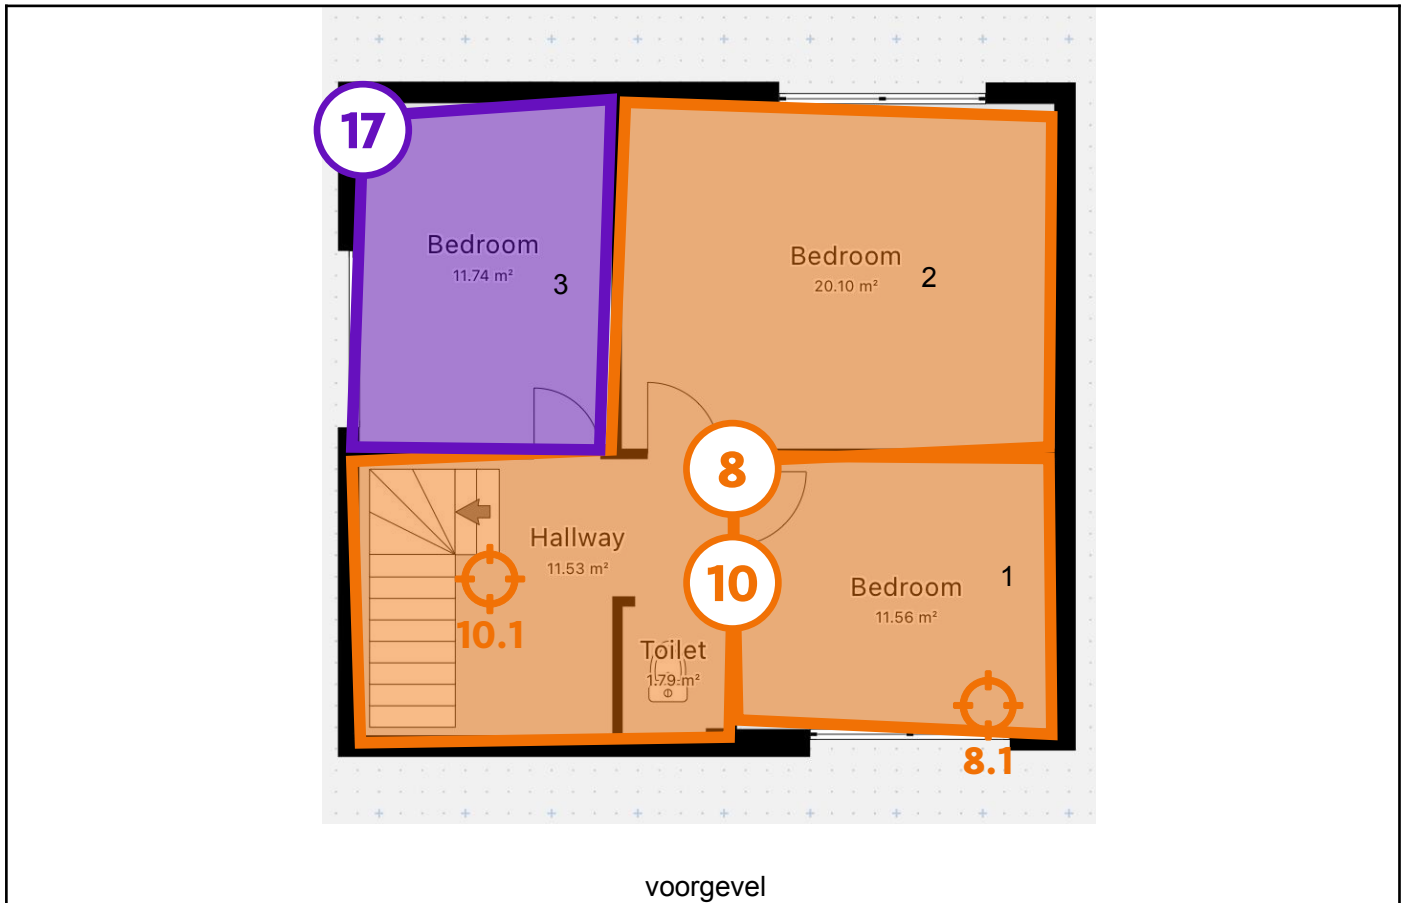 17
Bedroom
11.74 m²
3
Bedroom
20.10 m²
2
8
Hallway
11.53 m²
10
Bedroom
11.56 m²
1
10.1
Toilet
1.79 m²
8.1
voorgevel